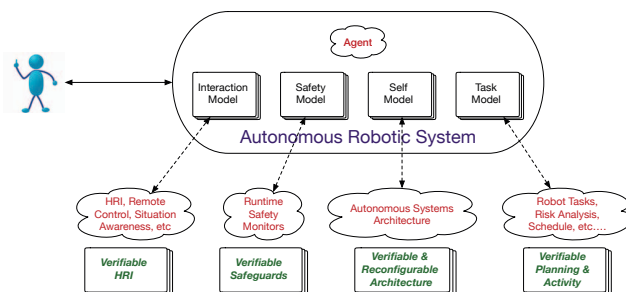 Agent
Interaction
Model
Safety
Model
Self
Model
Task
Model
Autonomous Robotic System
HRI, Remote
Control, Situation
Awareness, etc
Runtime
Safety
Monitors
Autonomous Systems
Architecture
Robot Tasks,
Risk Analysis,
Schedule, etc....
Verifiable
HRI
Verifiable
Safeguards
Verifiable &
Reconfigurable
Architecture
Verifiable
Planning &
Activity